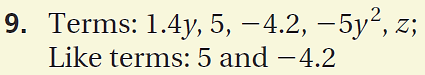 9. Terms: 1.4y, 5, −4.2, −5y², z;
Like terms: 5 and −4.2